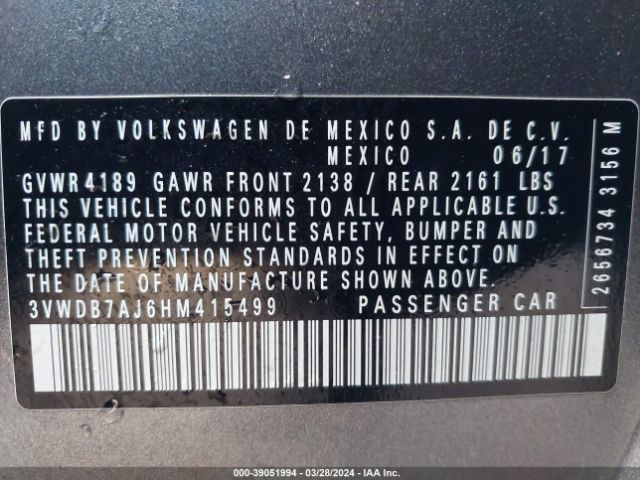 MFD BY VOLKSWAGEN DE MEXICO S.A. DE C.V.
MEXICO 06/17
GVWR 4189 GAWR FRONT 2138 / REAR 2161 LBS
THIS VEHICLE CONFORMS TO ALL APPLICABLE U.S.
FEDERAL MOTOR VEHICLE SAFETY, BUMPER AND
THEFT PREVENTION STANDARDS IN EFFECT ON
THE DATE OF MANUFACTURE SHOWN ABOVE.
3VWDB7AJ6HM415499 PASSENGER CAR
2656734 3156 M
000-39051994 | 03/28/2024 - IAA Inc.